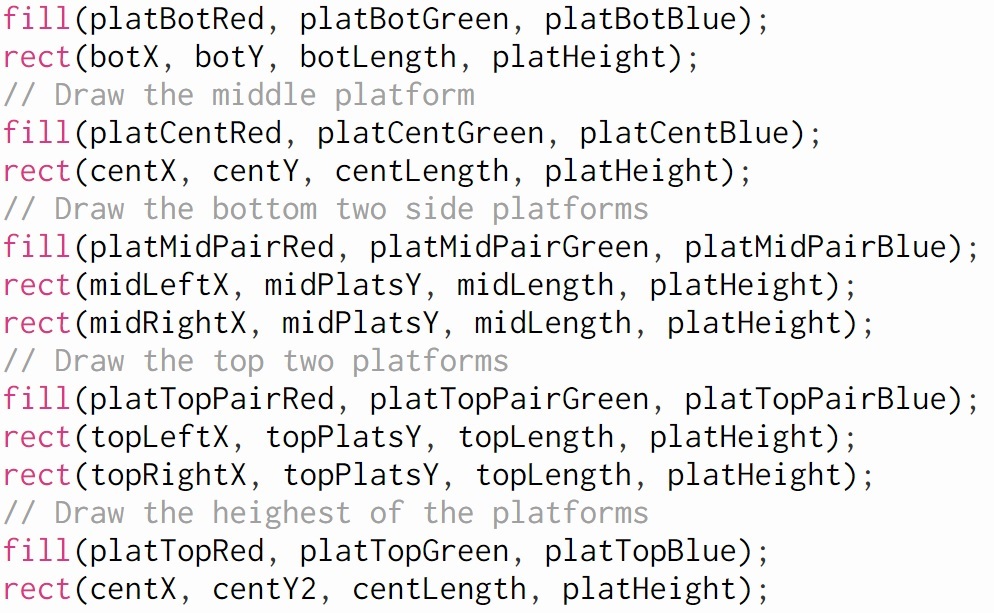 fill(platBotRed, platBotGreen, platBotBlue);
rect(botX, botY, botLength, platHeight);
// Draw the middle platform
fill(platCentRed, platCentGreen, platCentBlue);
rect(centX, centY, centLength, platHeight);
// Draw the bottom two side platforms
fill(platMidPairRed, platMidPairGreen, platMidPairBlue);
rect(midLeftX, midPlatsY, midLength, platHeight);
rect(midRightX, midPlatsY, midLength, platHeight);
// Draw the top two platforms
fill(platTopPairRed, platTopPairGreen, platTopPairBlue);
rect(topLeftX, topPlatsY, topLength, platHeight);
rect(topRightX, topPlatsY, topLength, platHeight);
// Draw the heighest of the platforms
fill(platTopRed, platTopGreen, platTopBlue);
rect(centX, centY2, centLength, platHeight);